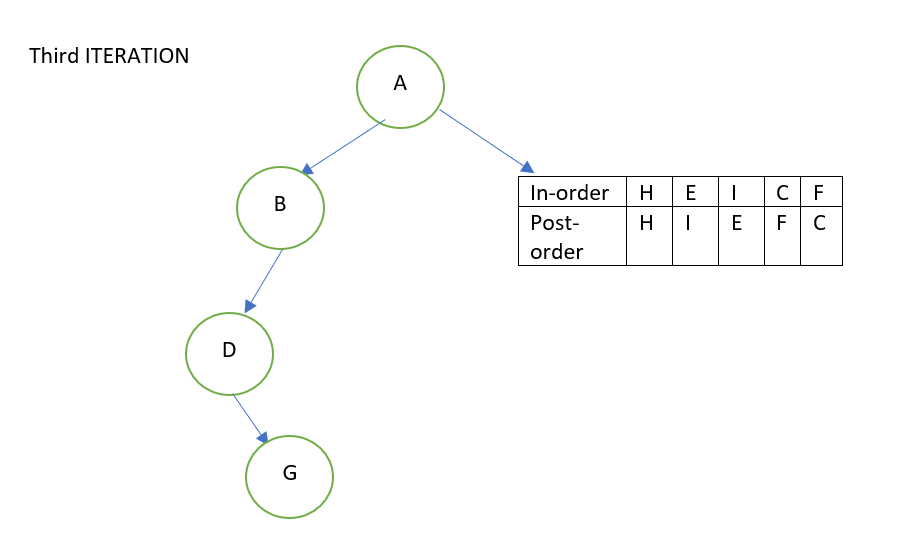 Third ITERATION
A
B
In-order H E I C F
Post-order H I E F C
D
G